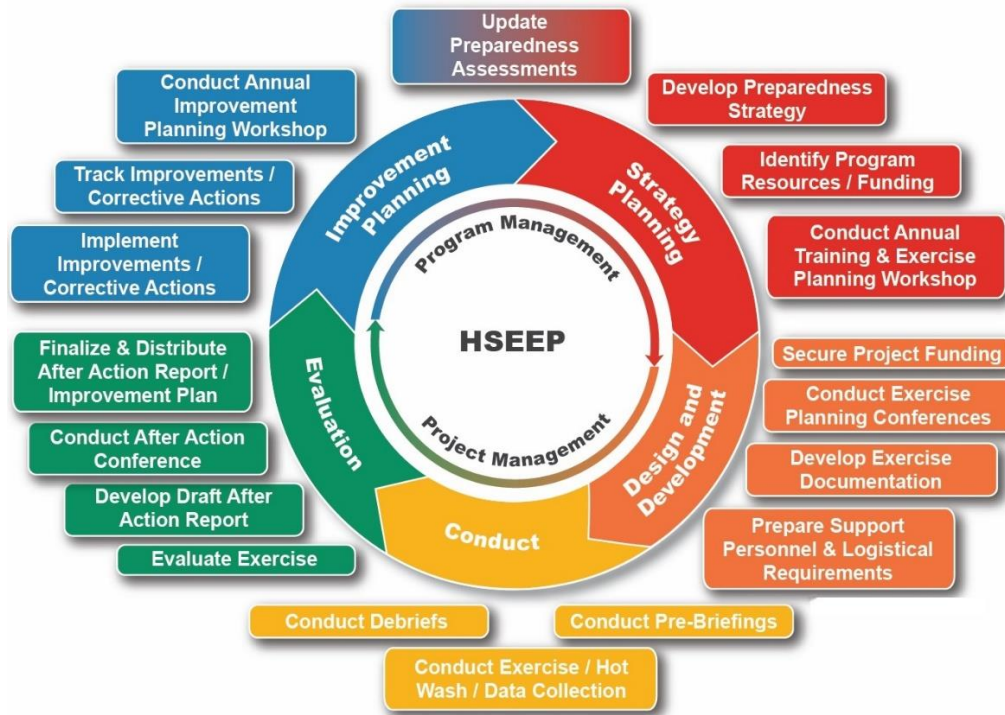 Update
Preparedness
Assessments
Develop Preparedness
Strategy
Identify Program
Resources / Funding
Conduct Annual
Training & Exercise
Planning Workshop
Secure Project Funding
Conduct Exercise
Planning Conferences
Develop Exercise
Documentation
Prepare Support
Personnel & Logistical
Requirements
Conduct Pre-Briefings
Conduct Exercise / Hot
Wash / Data Collection
Conduct Debriefs
Evaluate Exercise
Develop Draft After
Action Report
Conduct After Action
Conference
Finalize & Distribute
After Action Report /
Improvement Plan
Implement
Improvements /
Corrective Actions
Track Improvements /
Corrective Actions
Conduct Annual
Improvement
Planning Workshop
Strategy
Planning
Design and
Development
Conduct
Evaluation
Improvement
Planning
Program Management
HSEEP
Project Management